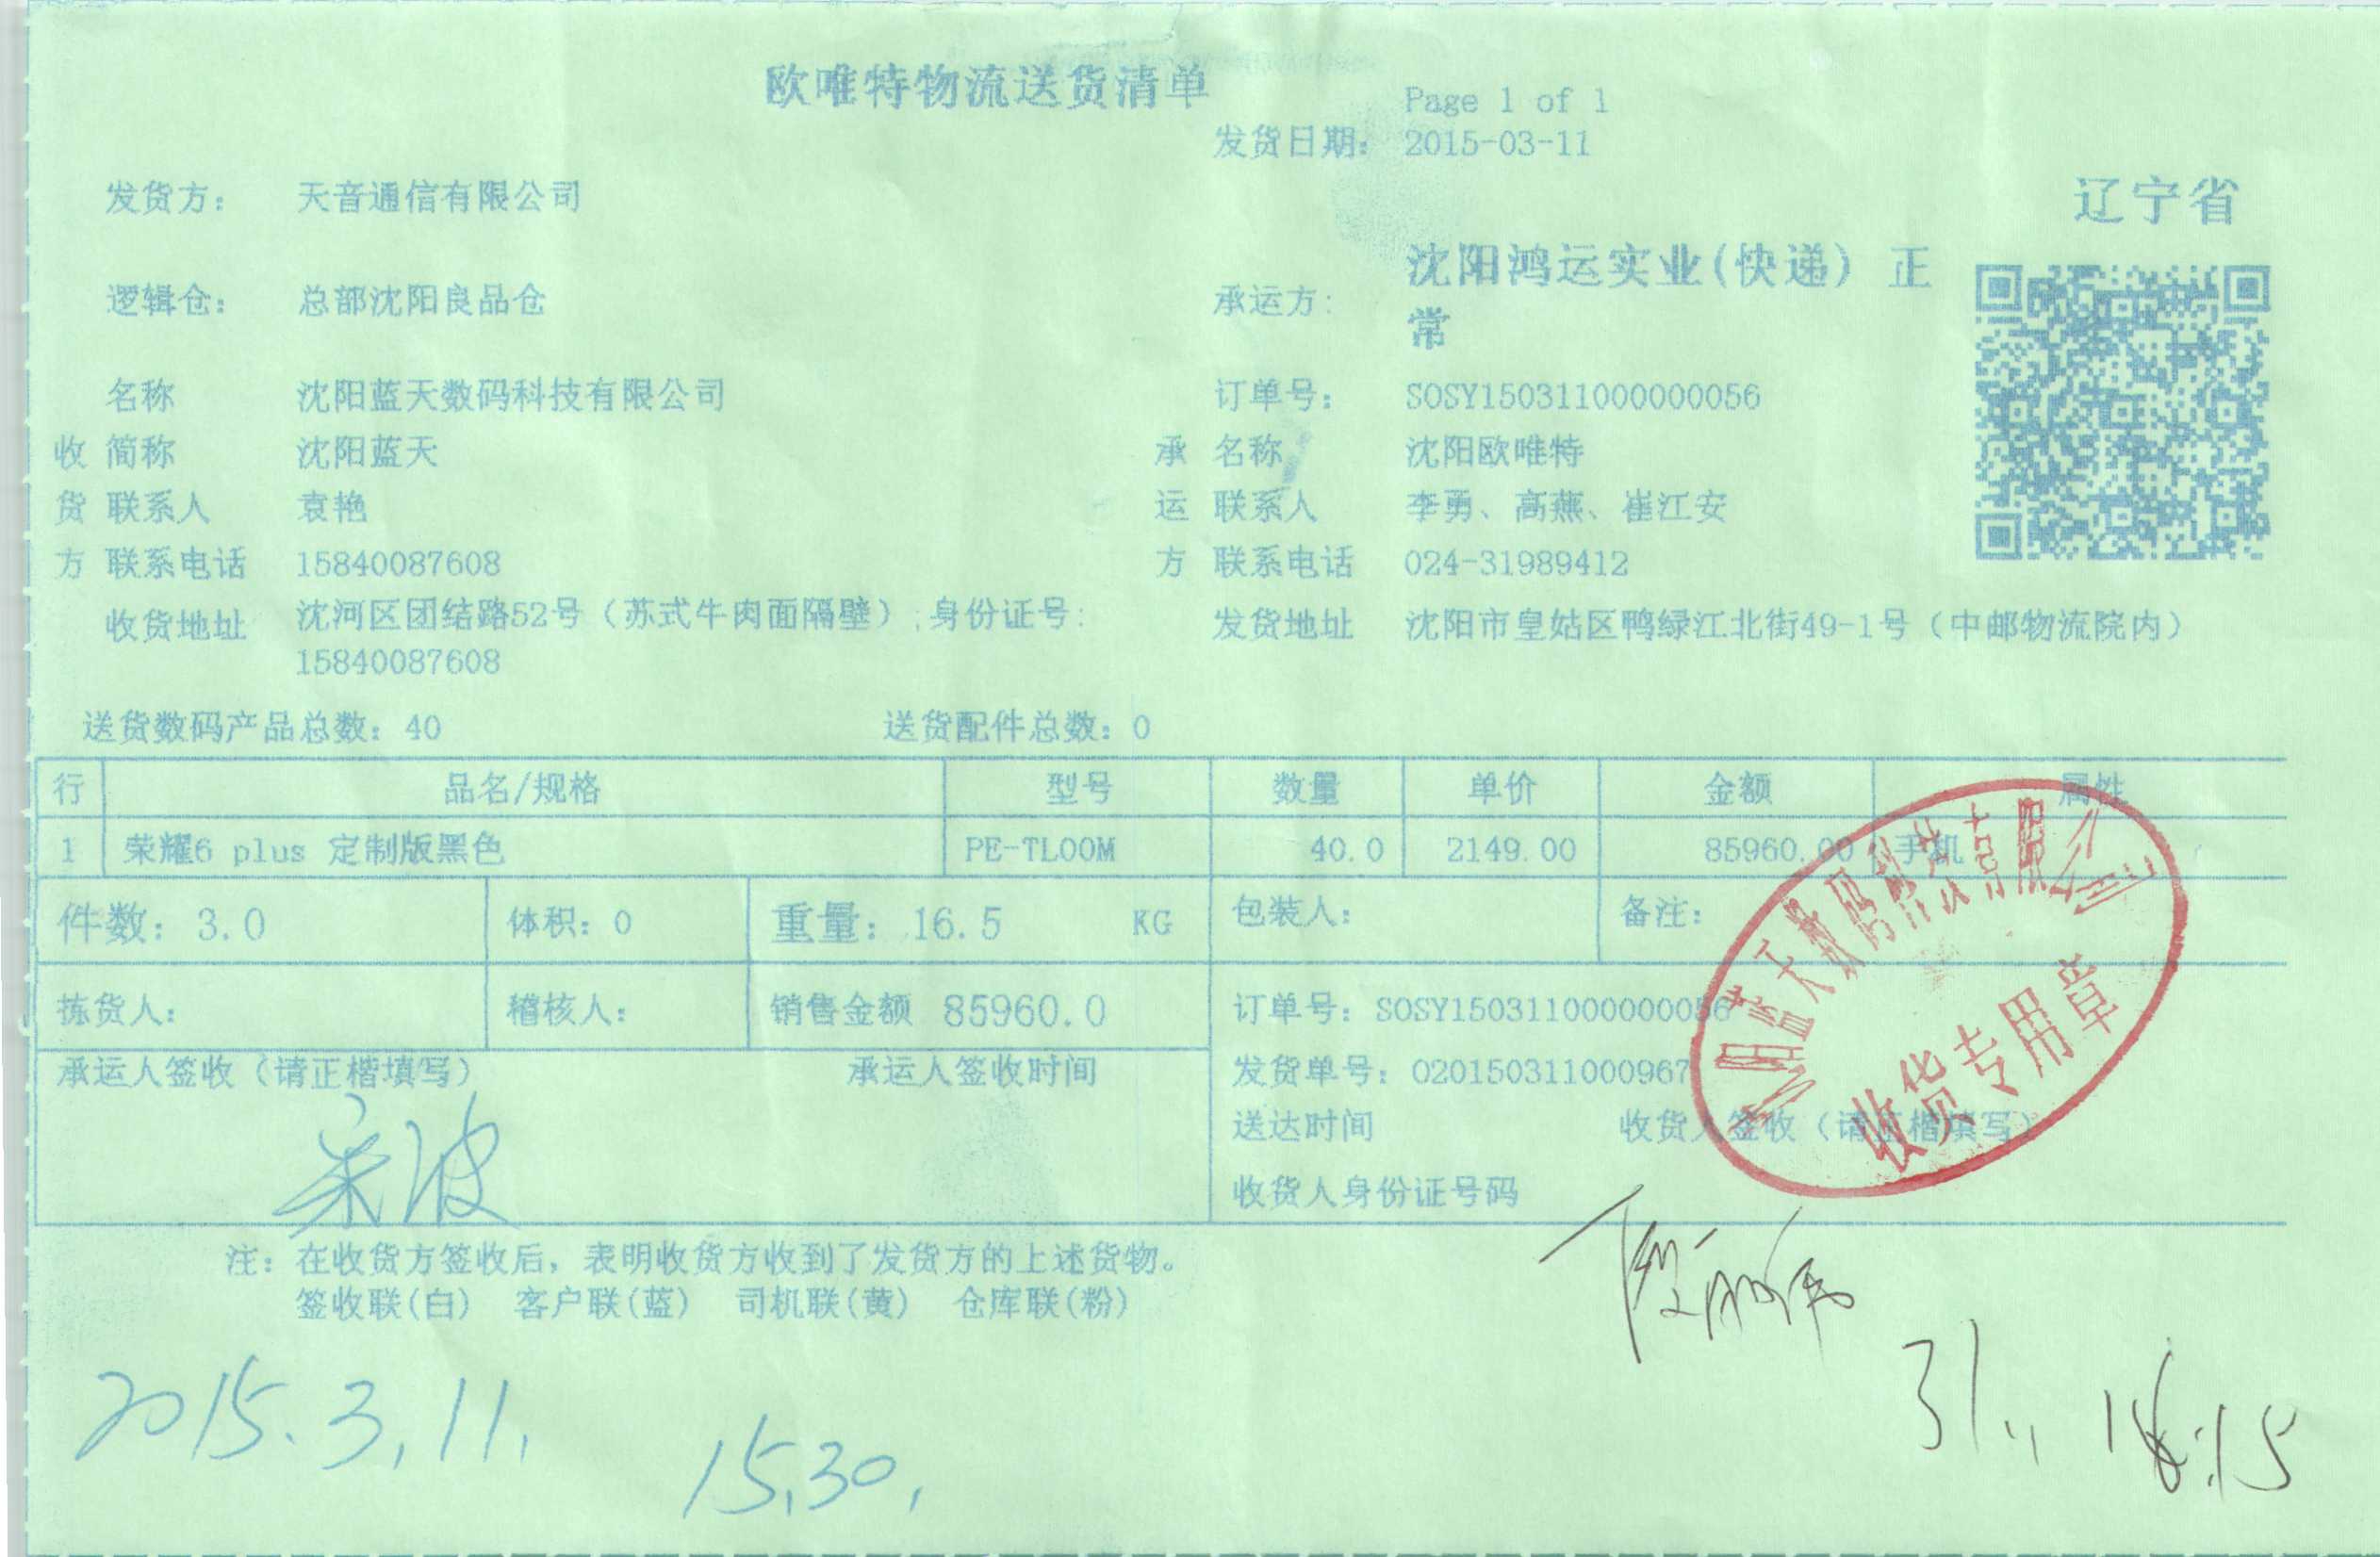 欧唯特物流送货清单
Page 1 of 1
发货日期: 2015-03-11
发货方: 天音通信有限公司
辽宁省
逻辑仓: 总部沈阳良品仓
承运方: 沈阳鸿运实业(快递) 正
常
名称 沈阳蓝天数码科技有限公司
订单号: SOSY150311000000056
收 简称 沈阳蓝天
承 名称 沈阳欧唯特
货 联系人 袁艳
运 联系人 李勇、高燕、崔江安
方 联系电话 15840087608
方 联系电话 024-31989412
收货地址 沈河区团结路52号（苏式牛肉面隔壁）;身份证号:
15840087608
发货地址 沈阳市皇姑区鸭绿江北街49-1号（中邮物流院内）
送货数码产品总数: 40 送货配件总数: 0
行 品名/规格 型号 数量 单价 金额 属性
1 荣耀6 plus 定制版黑色 PE-TL00M 40.0 2149.00 85960.00 手机
件数: 3.0 体积: 0 重量: 16.5 KG 包装人: 备注:
拣货人: 稽核人: 销售金额 85960.0 订单号: SOSY150311000000056
承运人签收（请正楷填写） 承运人签收时间
发货单号: 020150311000967
送达时间 收货人签收（请正楷填写）
收货人身份证号码
沈阳蓝天数码科技有限公司
收货专用章
注: 在收货方签收后, 表明收货方收到了发货方的上述货物。
签收联(白) 客户联(蓝) 司机联(黄) 仓库联(粉)
2015.3.11.
15.30.